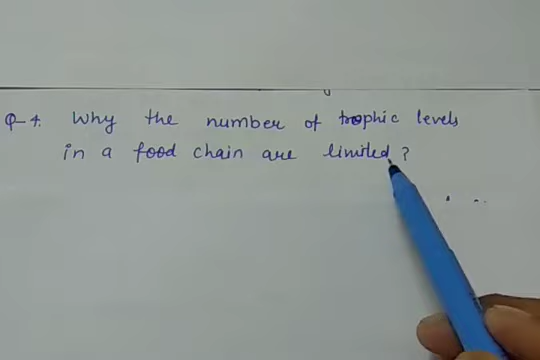 Q-4. Why the number of trophic levels
in a food chain are limited?